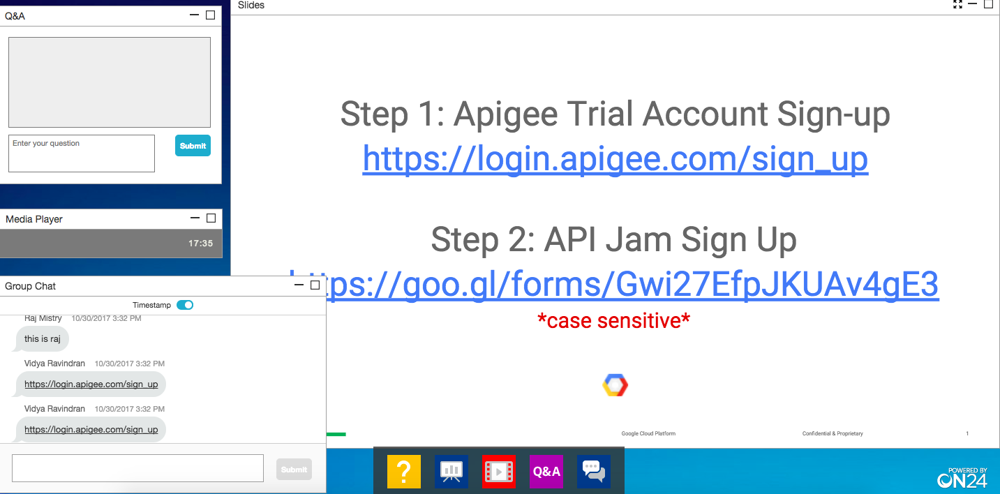 Q&A
Enter your question
Submit
Media Player
17:35
Group Chat
Timestamp
Raj Mistry 10/30/2017 3:32 PM
this is raj
Vidya Ravindran 10/30/2017 3:32 PM
https://login.apigee.com/sign_up
Vidya Ravindran 10/30/2017 3:32 PM
https://login.apigee.com/sign_up
Submit
Slides
Step 1: Apigee Trial Account Sign-up
https://login.apigee.com/sign_up
Step 2: API Jam Sign Up
https://goo.gl/forms/Gwi27EfpJKUAv4gE3
*case sensitive*
Google Cloud Platform
Confidential & Proprietary
1
?
Q&A
POWERED BY
ON24